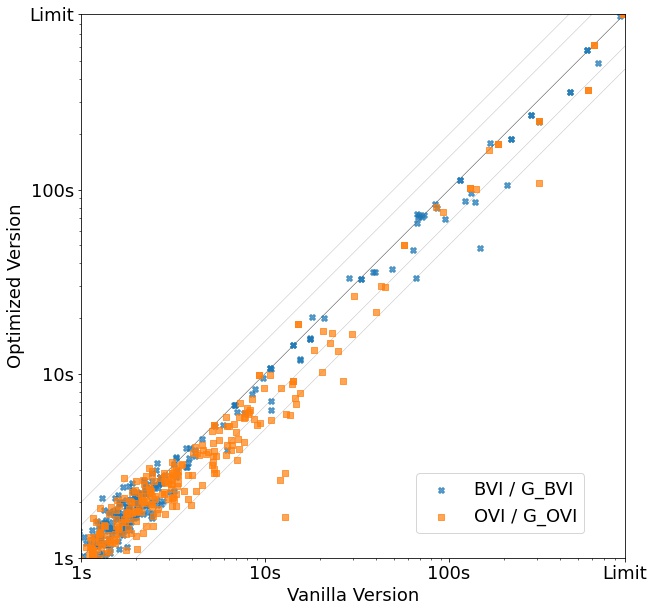 Limit
100s
10s
1s
Optimized Version
BVI / G_BVI
OVI / G_OVI
1s 10s 100s Limit
Vanilla Version